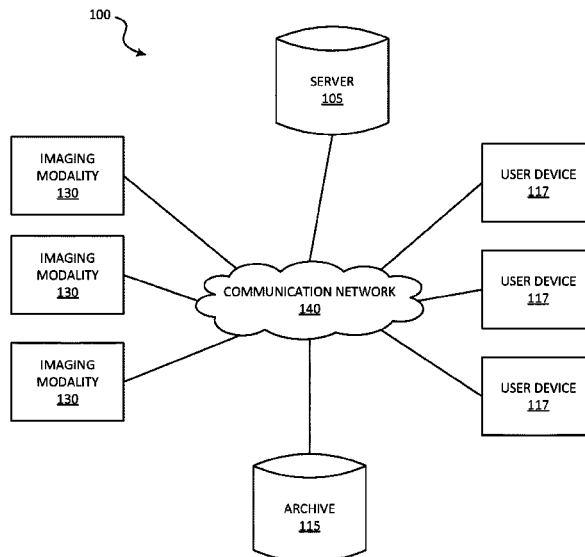 100
SERVER
105
IMAGING
MODALITY
130
USER DEVICE
117
IMAGING
MODALITY
130
COMMUNICATION NETWORK
140
USER DEVICE
117
IMAGING
MODALITY
130
USER DEVICE
117
ARCHIVE
115